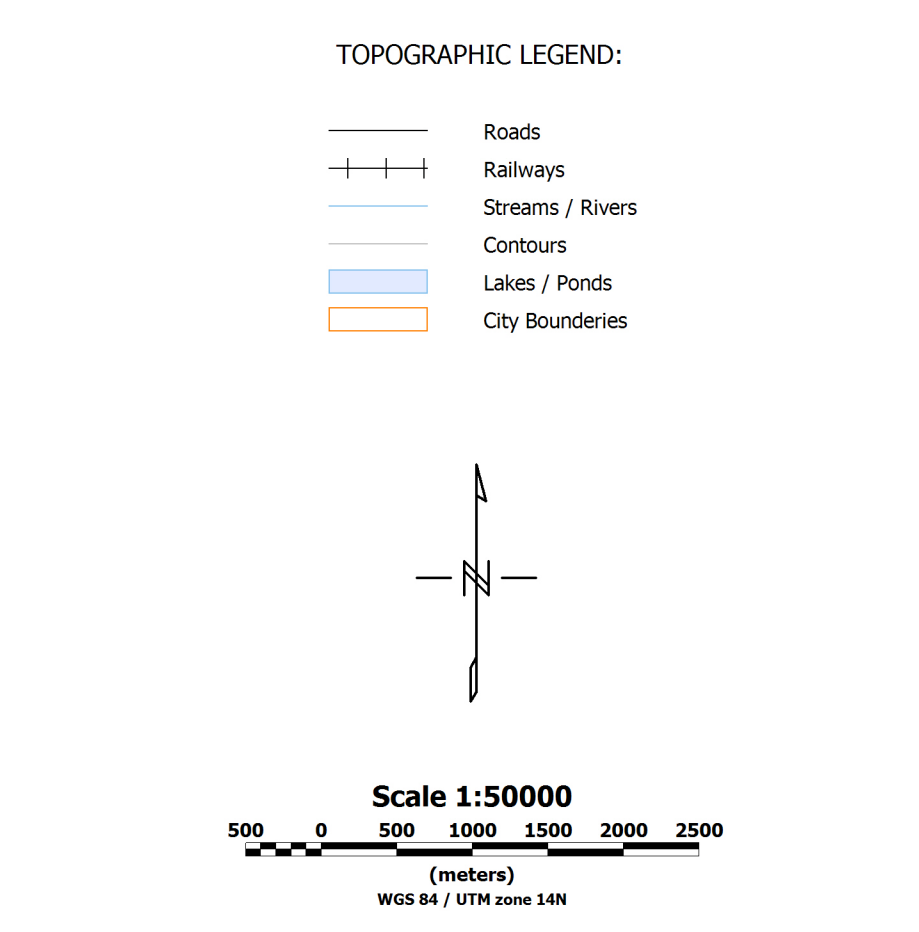 TOPOGRAPHIC LEGEND:
Roads
Railways
Streams / Rivers
Contours
Lakes / Ponds
City Bounderies
N
Scale 1:50000
500 0 500 1000 1500 2000 2500
(meters)
WGS 84 / UTM zone 14N